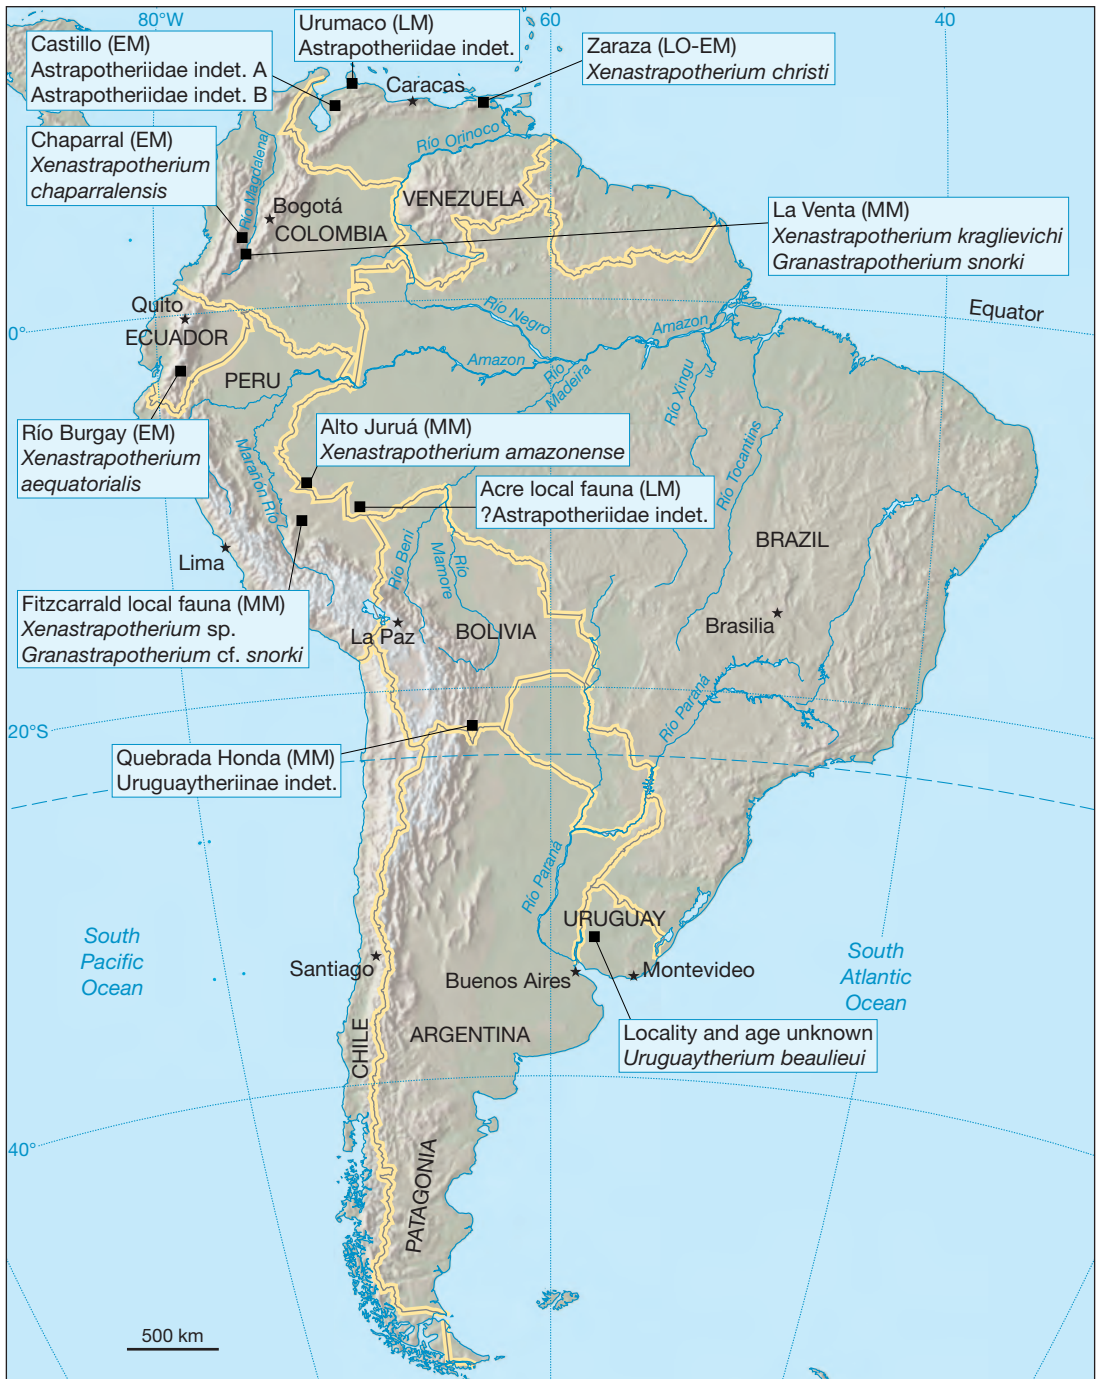 80°W
60
40
Urumaco (LM)
Astrapotheriidae indet.
Castillo (EM)
Astrapotheriidae indet. A
Astrapotheriidae indet. B
Zaraza (LO-EM)
Xenastrapotherium christi
Caracas
Chaparral (EM)
Xenastrapotherium
chaparralensis
Río Orinoco
Río Magdalena
VENEZUELA
Bogotá
COLOMBIA
La Venta (MM)
Xenastrapotherium kraglievichi
Granastrapotherium snorki
Quito
Equator
0°
ECUADOR
Río Negro
Amazon
Amazon
PERU
Río
Madeira
Río Xingu
Río Tocantins
Río Burgay (EM)
Xenastrapotherium
aequatorialis
Alto Juruá (MM)
Xenastrapotherium amazonense
Marañón Río
Acre local fauna (LM)
?Astrapotheriidae indet.
BRAZIL
Lima
Río Beni
Río
Mamore
Fitzcarrald local fauna (MM)
Xenastrapotherium sp.
Granastrapotherium cf. snorki
La Paz
BOLIVIA
Brasilia
Río Paraná
20°S
Quebrada Honda (MM)
Uruguaytheriinae indet.
Río Paraná
URUGUAY
South
Pacific
Ocean
South
Atlantic
Ocean
Santiago
Buenos Aires
Montevideo
CHILE
ARGENTINA
Locality and age unknown
Uruguaytherium beaulieui
40°
PATAGONIA
500 km